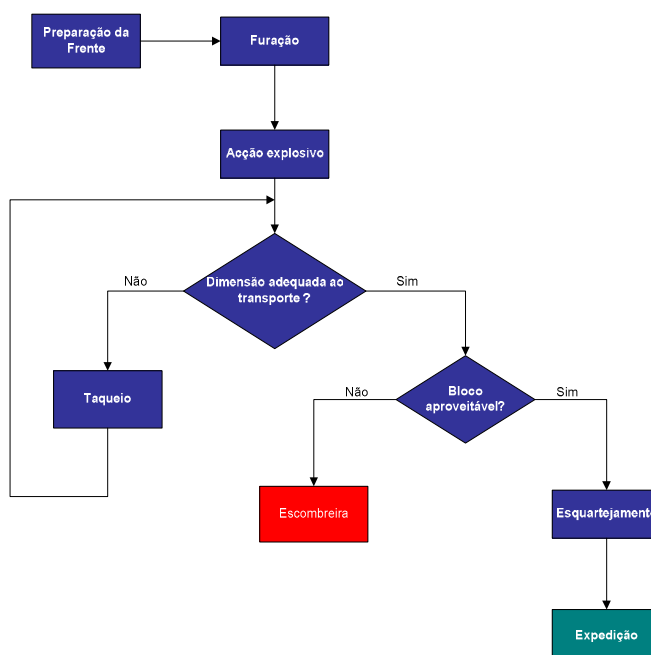 Preparação da
Frente
Furação
Acção explosivo
Dimensão adequada ao
transporte ?
Não
Sim
Taqueio
Bloco
aproveitável?
Não
Sim
Escombreira
Esquartejamento
Expedição